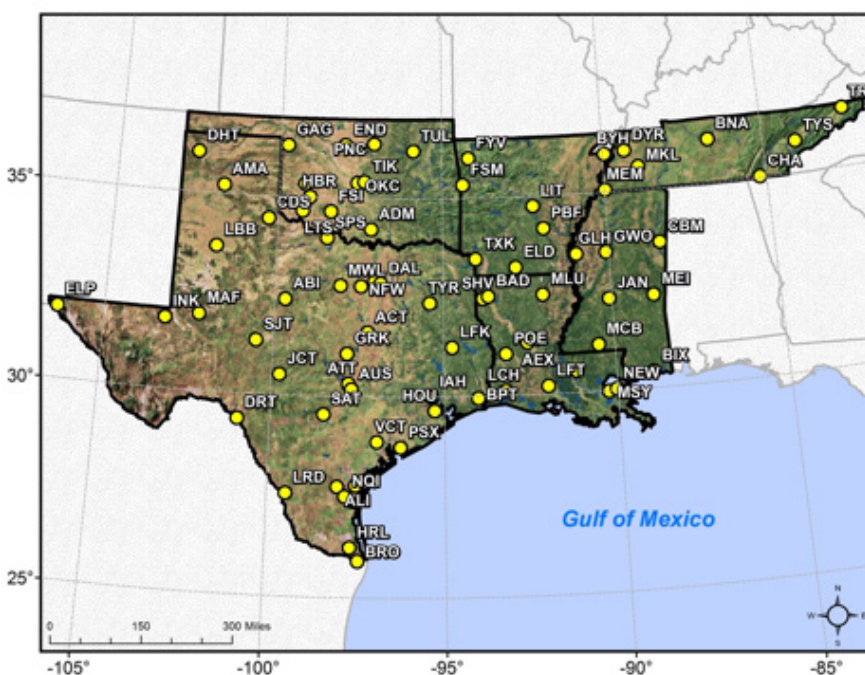 TR
DHT
GAG
END
PNC
TUL
FYV
BYH
DYR
BNA
TYS
AMA
HBR
TIK
OKC
FSM
MKL
MEM
CHA
35°
CDS
FSI
LIT
PBF
LBB
LTS
SPS
ADM
GLH
GWO
CBM
TXK
ELD
ELP
INK
MAF
ABI
MWL
DAL
NFW
TYR
SHV
BAD
MLU
JAN
MEI
SJT
ACT
GRK
LFK
POE
MCB
30°
JCT
ATT
AUS
IAH
AEX
LCH
LFT
BIX
NEW
MSY
DRT
SAT
HOU
BPT
VCT
PSX
LRD
NQI
ALI
Gulf of Mexico
HRL
BRO
25°
N
W
E
S
0 150 300 Miles
-105° -100° -95° -90° -85°